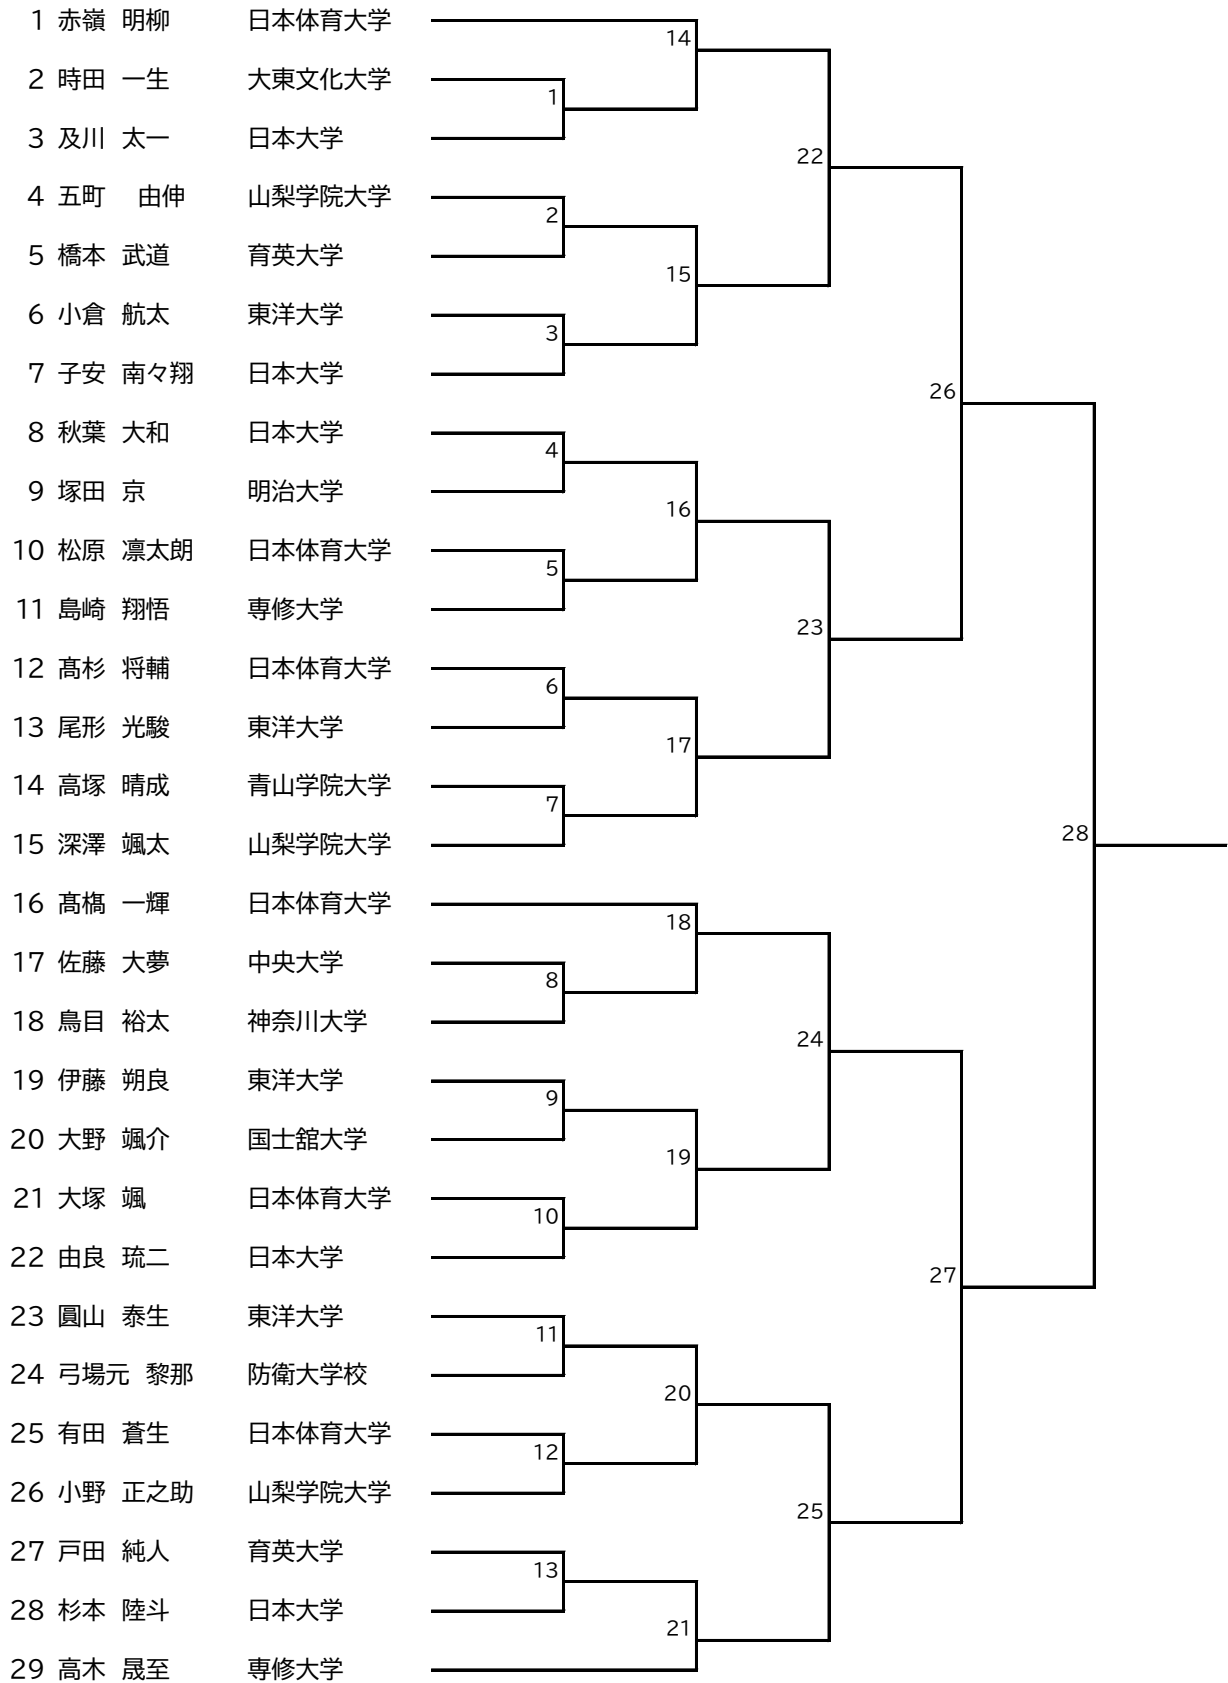 1 赤嶺 明柳 日本体育大学
14
2 時田 一生 大東文化大学
1
3 及川 太一 日本大学
22
4 五町 由伸 山梨学院大学
2
5 橋本 武道 育英大学
15
6 小倉 航太 東洋大学
3
7 子安 南々翔 日本大学
26
8 秋葉 大和 日本大学
4
9 塚田 京 明治大学
16
10 松原 凛太朗 日本体育大学
5
11 島崎 翔悟 専修大学
23
12 髙杉 将輔 日本体育大学
6
13 尾形 光駿 東洋大学
17
14 高塚 晴成 青山学院大学
7
15 深澤 颯太 山梨学院大学
28
16 髙槗 一輝 日本体育大学
18
17 佐藤 大夢 中央大学
8
18 鳥目 裕太 神奈川大学
24
19 伊藤 朔良 東洋大学
9
20 大野 颯介 国士舘大学
19
21 大塚 颯 日本体育大学
10
22 由良 琉二 日本大学
27
23 圓山 泰生 東洋大学
11
24 弓場元 黎那 防衛大学校
20
25 有田 蒼生 日本体育大学
12
26 小野 正之助 山梨学院大学
25
27 戸田 純人 育英大学
13
28 杉本 陸斗 日本大学
21
29 高木 晟至 専修大学